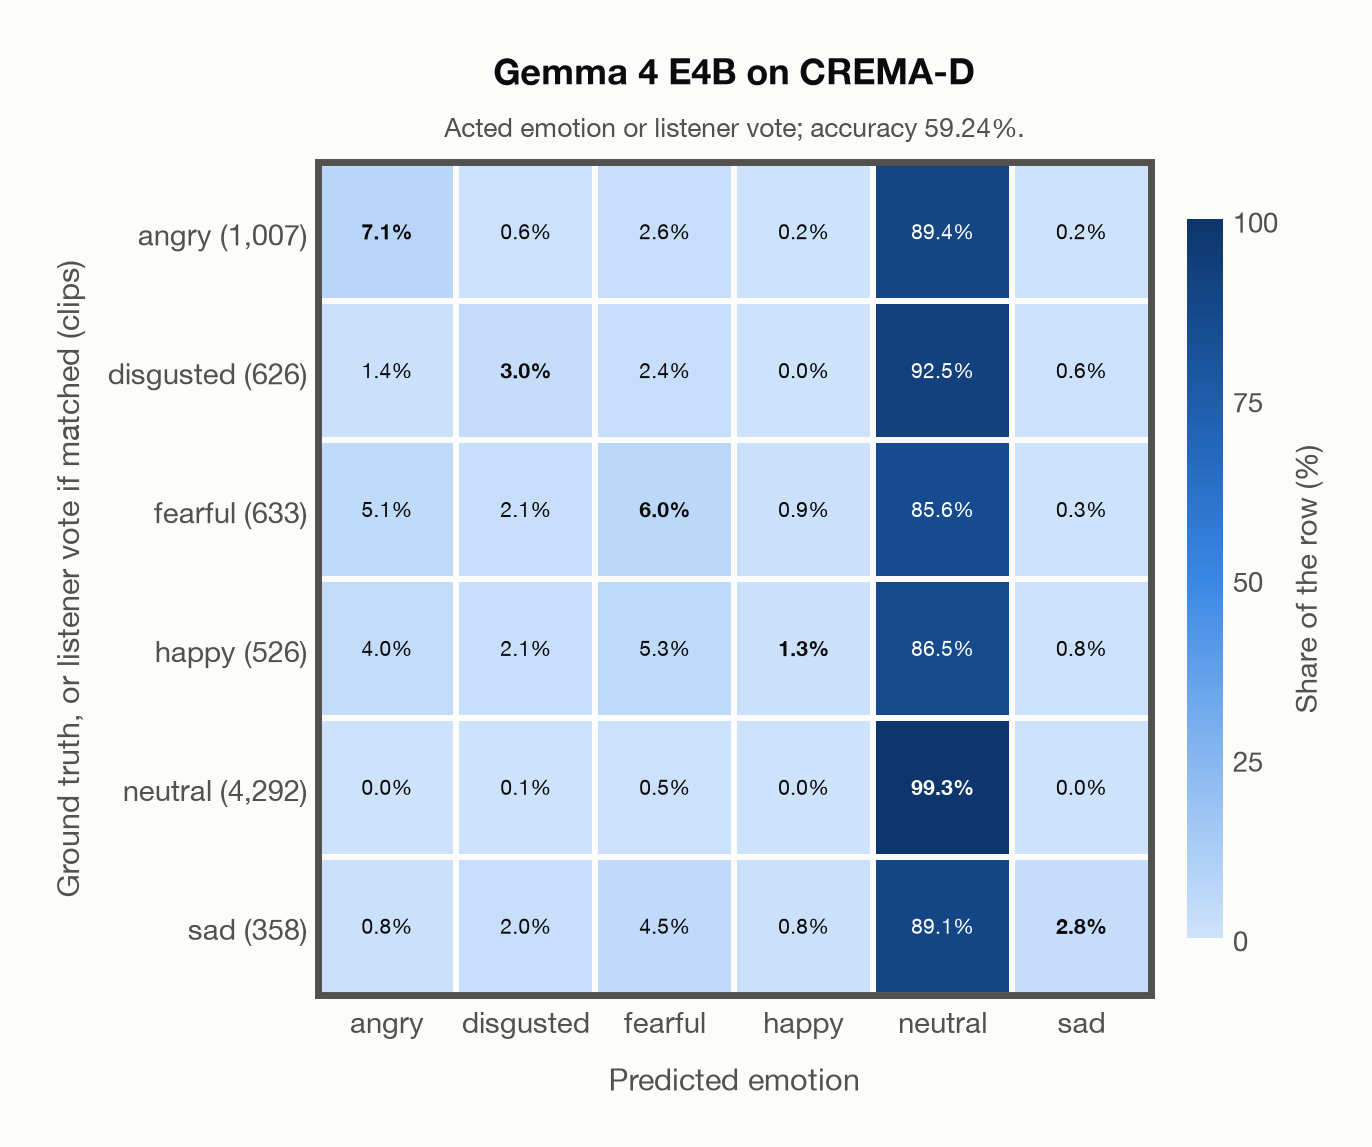 Gemma 4 E4B on CREMA-D
Acted emotion or listener vote; accuracy 59.24%.
Ground truth, or listener vote if matched (clips)
angry (1,007) 7.1% 0.6% 2.6% 0.2% 89.4% 0.2%
disgusted (626) 1.4% 3.0% 2.4% 0.0% 92.5% 0.6%
fearful (633) 5.1% 2.1% 6.0% 0.9% 85.6% 0.3%
happy (526) 4.0% 2.1% 5.3% 1.3% 86.5% 0.8%
neutral (4,292) 0.0% 0.1% 0.5% 0.0% 99.3% 0.0%
sad (358) 0.8% 2.0% 4.5% 0.8% 89.1% 2.8%
angry disgusted fearful happy neutral sad
Predicted emotion
100
75
50
25
0
Share of the row (%)